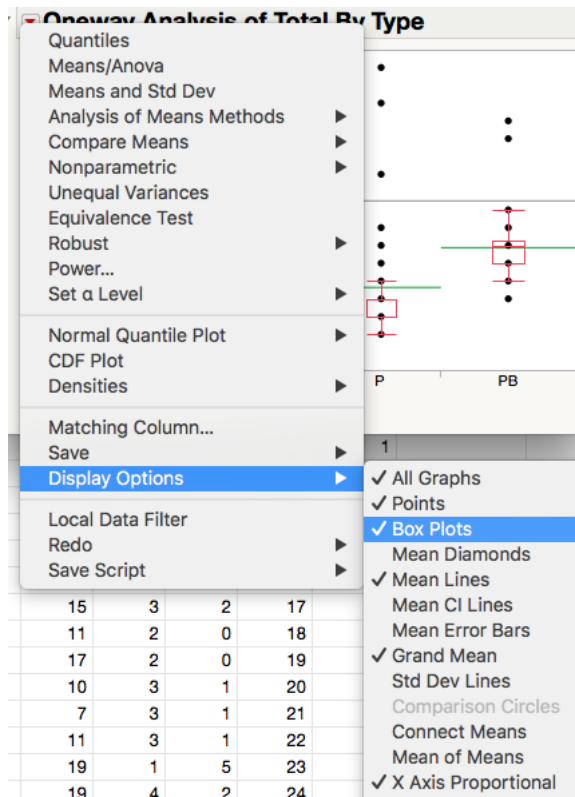 Oneway Analysis of Total By Type
Quantiles
Means/Anova
Means and Std Dev
Analysis of Means Methods
Compare Means
Nonparametric
Unequal Variances
Equivalence Test
Robust
Power...
Set α Level
Normal Quantile Plot
CDF Plot
Densities
Matching Column...
Save
Display Options
Local Data Filter
Redo
Save Script
P PB
1
All Graphs
Points
Box Plots
Mean Diamonds
Mean Lines
Mean CI Lines
Mean Error Bars
Grand Mean
Std Dev Lines
Comparison Circles
Connect Means
Mean of Means
X Axis Proportional
15 3 2 17
11 2 0 18
17 2 0 19
10 3 1 20
7 3 1 21
11 3 1 22
19 1 5 23
19 4 2 24